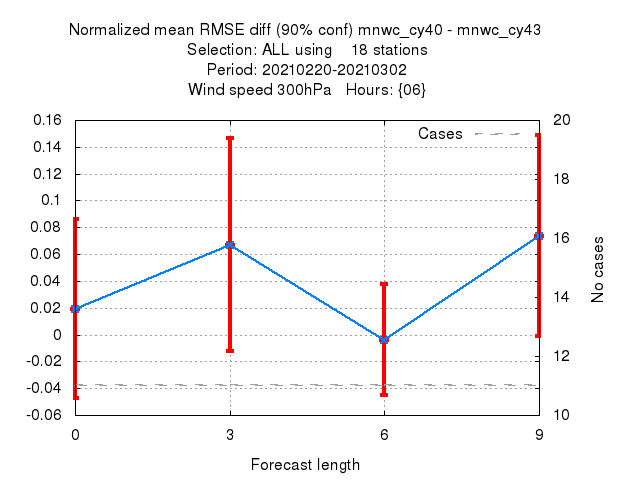 Normalized mean RMSE diff (90% conf) mnwc_cy40 - mnwc_cy43
Selection: ALL using    18 stations
Period: 20210220-20210302
Wind speed 300hPa   Hours: {06}
Cases
0.16
0.14
0.12
0.1
0.08
0.06
0.04
0.02
0
-0.02
-0.04
-0.06
20
18
16
14
12
10
No cases
0 3 6 9
Forecast length